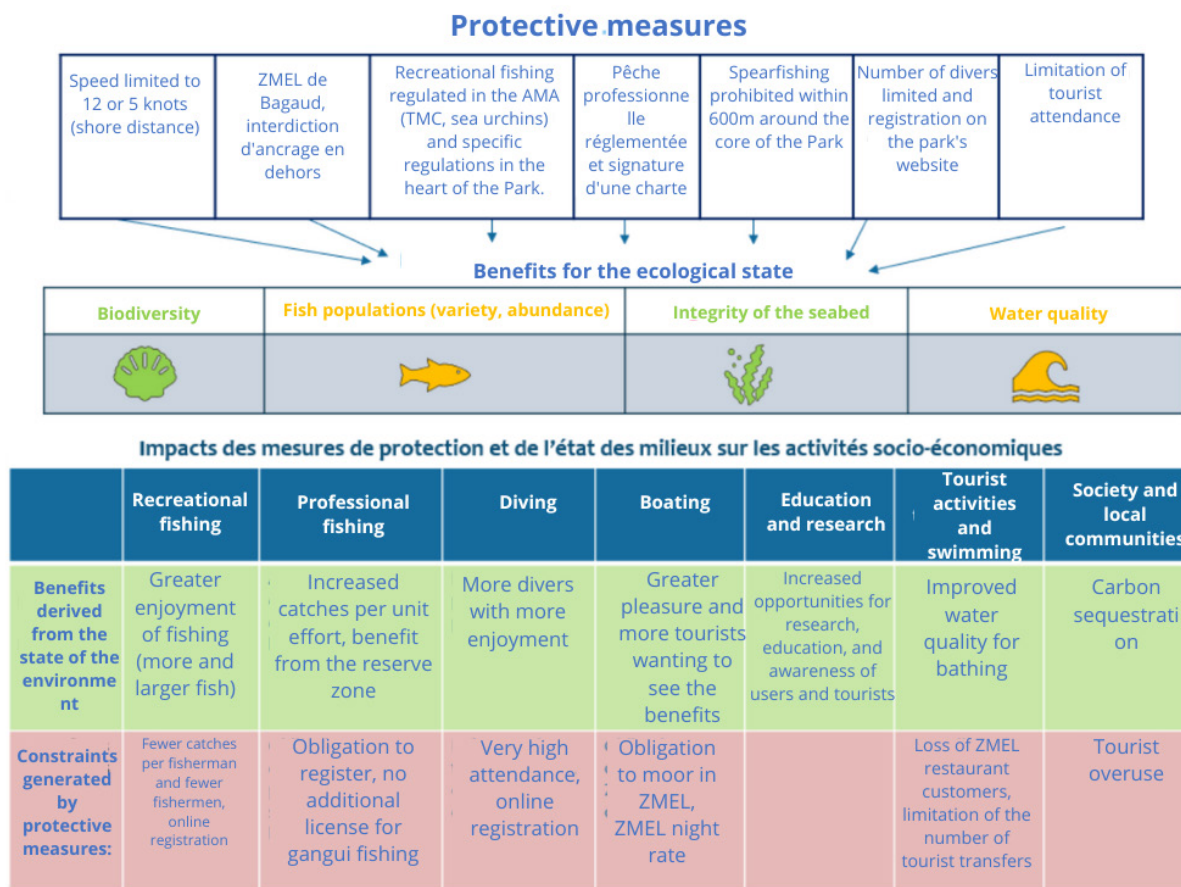 Protective measures
Speed limited to
12 or 5 knots
(shore distance)
ZMEL de
Bagaud,
interdiction
d'ancrage en
dehors
Recreational fishing
regulated in the AMA
(TMC, sea urchins)
and specific
regulations in the
heart of the Park.
Pêche
professionne
lle
réglementée
et signature
d'une charte
Spearfishing
prohibited within
600m around the
core of the Park
Number of divers
limited and
registration on
the park's
website
Limitation of
tourist
attendance
Benefits for the ecological state
Biodiversity
Fish populations (variety, abundance)
Integrity of the seabed
Water quality
Impacts des mesures de protection et de l'état des milieux sur les activités socio-économiques
Recreational
fishing
Professional
fishing
Diving
Boating
Education
and research
Tourist
activities
and
swimming
Society and
local
communities
Benefits
derived
from the
state of the
environme
nt
Greater
enjoyment
of fishing
(more and
larger fish)
Increased
catches per unit
effort, benefit
from the reserve
zone
More divers
with more
enjoyment
Greater
pleasure and
more tourists
wanting to
see the
benefits
Increased
opportunities for
research,
education, and
awareness of
users and tourists
Improved
water
quality for
bathing
Carbon
sequestrati
on
Constraints
generated
by
protective
measures:
Fewer catches
per fisherman
and fewer
fishermen,
online
registration
Obligation to
register, no
additional
license for
gangui fishing
Very high
attendance,
online
registration
Obligation
to moor in
ZMEL,
ZMEL night
rate
Loss of ZMEL
restaurant
customers,
limitation of the
number of
tourist transfers
Tourist
overuse